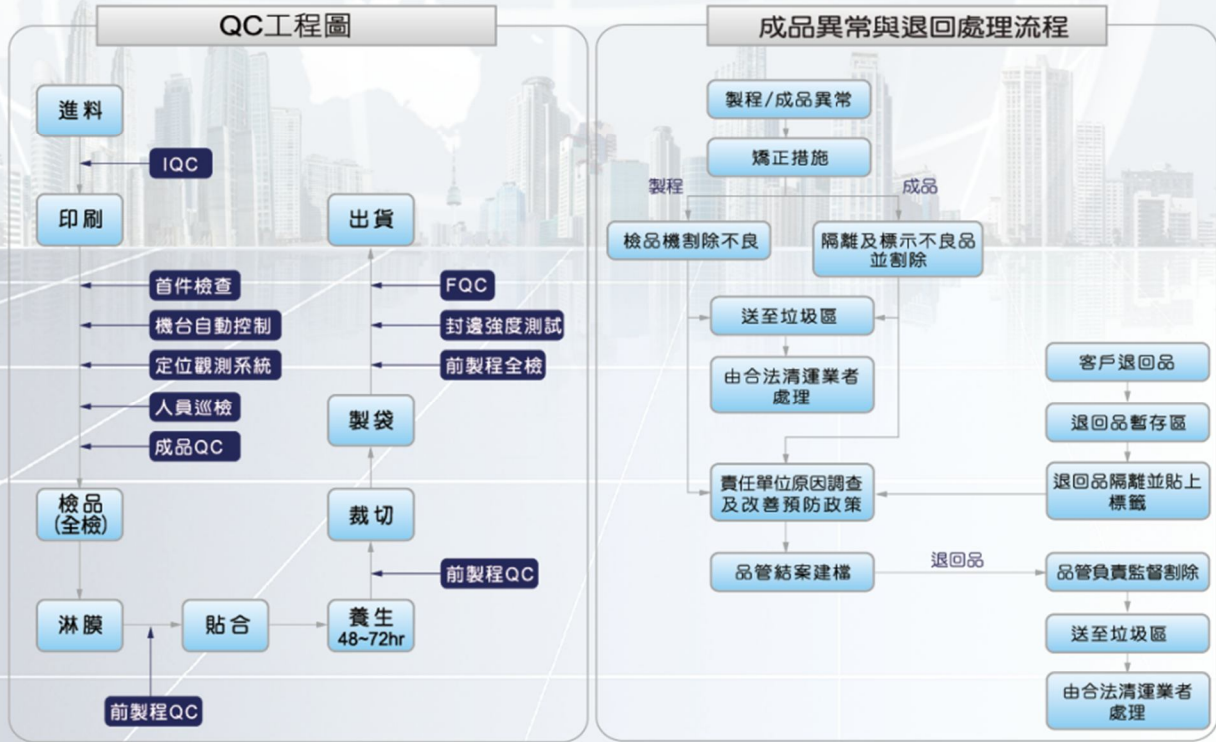 QC工程圖
進料
IQC
印刷
首件檢查
機台自動控制
定位觀測系統
人員巡檢
成品QC
檢品
(全檢)
淋膜
前製程QC
貼合
養生
48~72hr
前製程QC
裁切
製袋
前製程全檢
封邊強度測試
FQC
出貨
成品異常與退回處理流程
製程/成品異常
矯正措施
製程
成品
檢品機割除不良
隔離及標示不良品
並割除
送至垃圾區
由合法清運業者
處理
客戶退回品
退回品暫存區
退回品隔離並貼上
標籤
責任單位原因調查
及改善預防政策
品管結案建檔
退回品
品管負責監督割除
送至垃圾區
由合法清運業者
處理